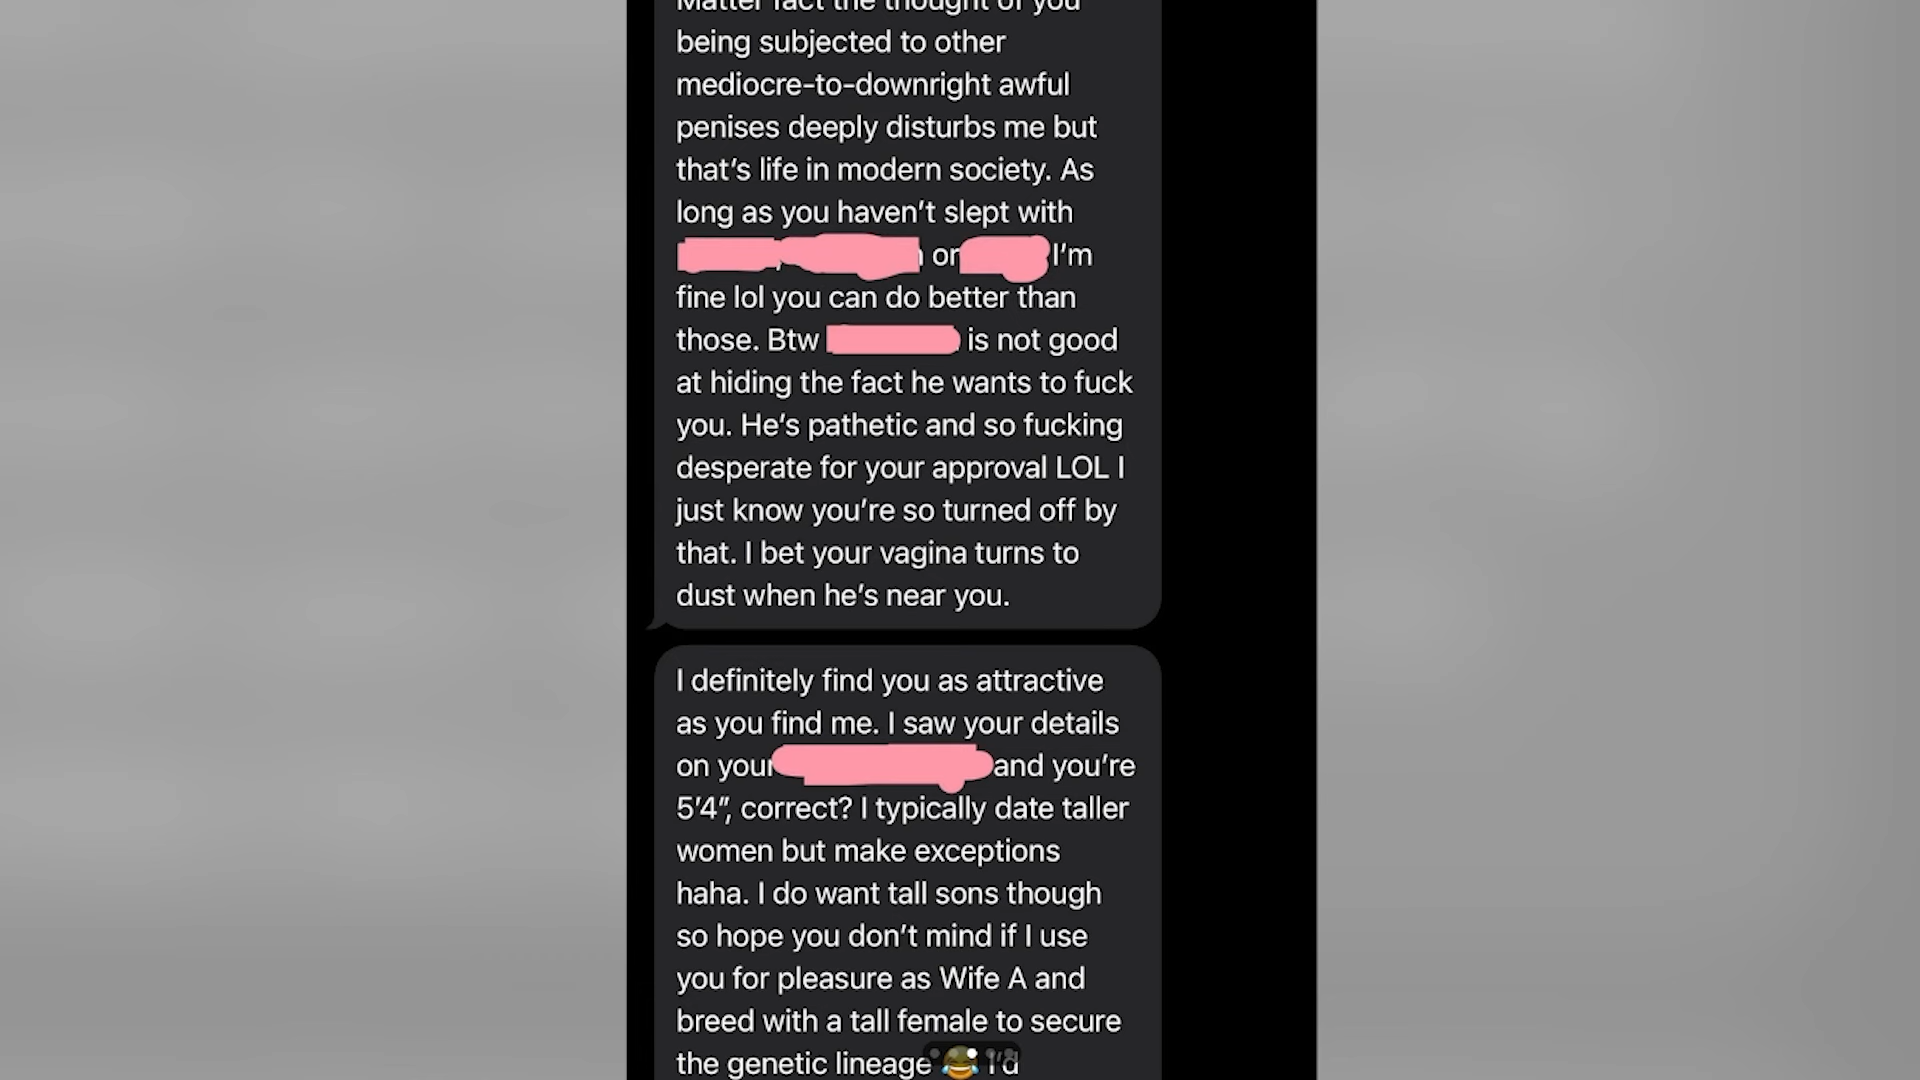 Matter fact the thought of you
being subjected to other
mediocre-to-downright awful
penises deeply disturbs me but
that's life in modern society. As
long as you haven't slept with
or I'm
fine lol you can do better than
those. Btw is not good
at hiding the fact he wants to fuck
you. He's pathetic and so fucking
desperate for your approval LOL I
just know you're so turned off by
that. I bet your vagina turns to
dust when he's near you.
I definitely find you as attractive
as you find me. I saw your details
on your and you're
5'4”, correct? I typically date taller
women but make exceptions
haha. I do want tall sons though
so hope you don't mind if I use
you for pleasure as Wife A and
breed with a tall female to secure
the genetic lineage 😂 I'd